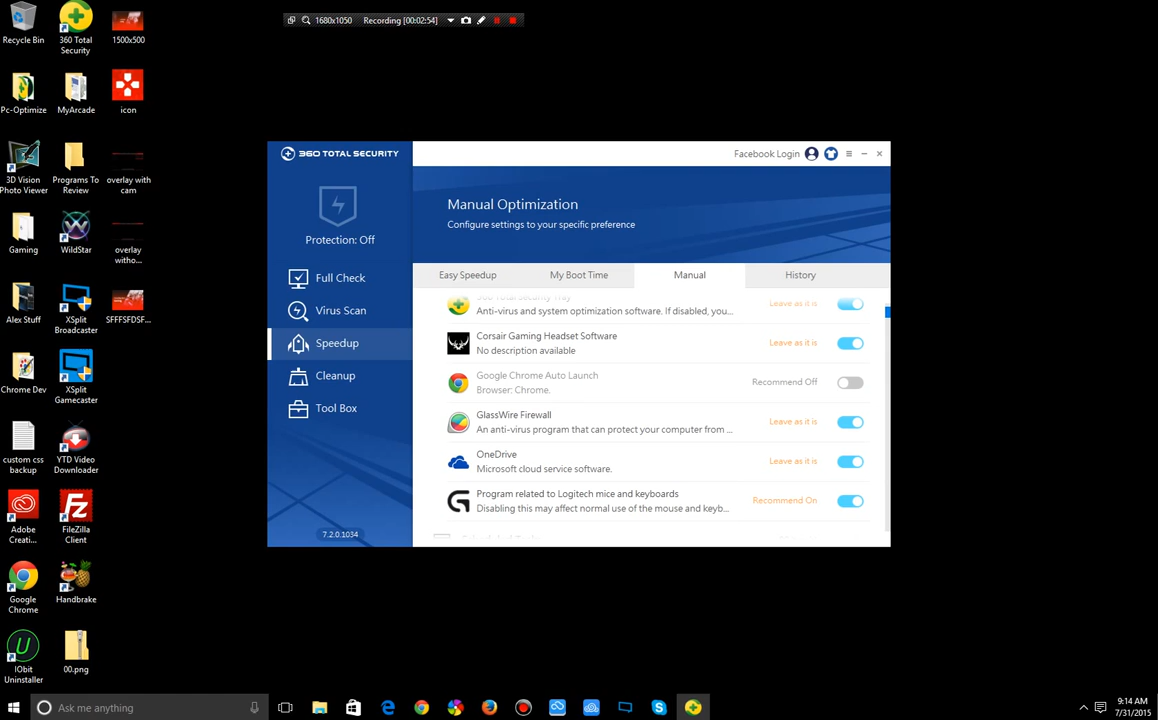 1680x1050 Recording [00:02:54]
Recycle Bin
360 Total
Security
1500x500
Pc-Optimize
MyArcade
icon
3D Vision
Photo Viewer
Programs To
Review
overlay with
cam
Gaming
WildStar
overlay
witho...
Alex Stuff
XSplit
Broadcaster
SFFFSFDSF...
Chrome Dev
XSplit
Gamecaster
custom css
backup
YTD Video
Downloader
Adobe
Creati...
FileZilla
Client
Google
Chrome
Handbrake
IObit
Uninstaller
00.png
360 TOTAL SECURITY
Facebook Login
Protection: Off
Full Check
Virus Scan
Speedup
Cleanup
Tool Box
7.2.0.1034
Manual Optimization
Configure settings to your specific preference
Easy Speedup
My Boot Time
Manual
History
360 Total Security Tray
Anti-virus and system optimization software. If disabled, you...
Leave as it is
Corsair Gaming Headset Software
No description available
Leave as it is
Google Chrome Auto Launch
Browser: Chrome.
Recommend Off
GlassWire Firewall
An anti-virus program that can protect your computer from ...
Leave as it is
OneDrive
Microsoft cloud service software.
Leave as it is
Program related to Logitech mice and keyboards
Disabling this may affect normal use of the mouse and keyb...
Recommend On
Ask me anything
9:14 AM
7/31/2015